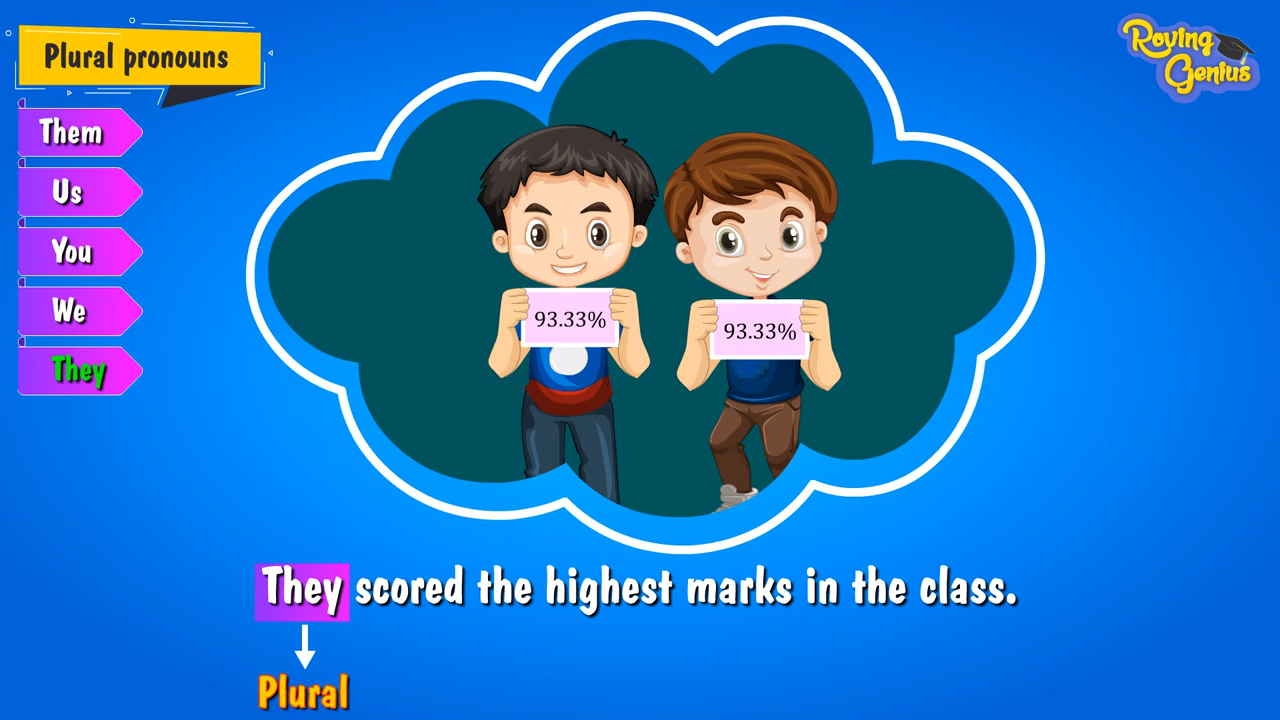 Plural pronouns
Roving
Genius
Them
Us
You
We
They
93.33%
93.33%
They scored the highest marks in the class.
Plural